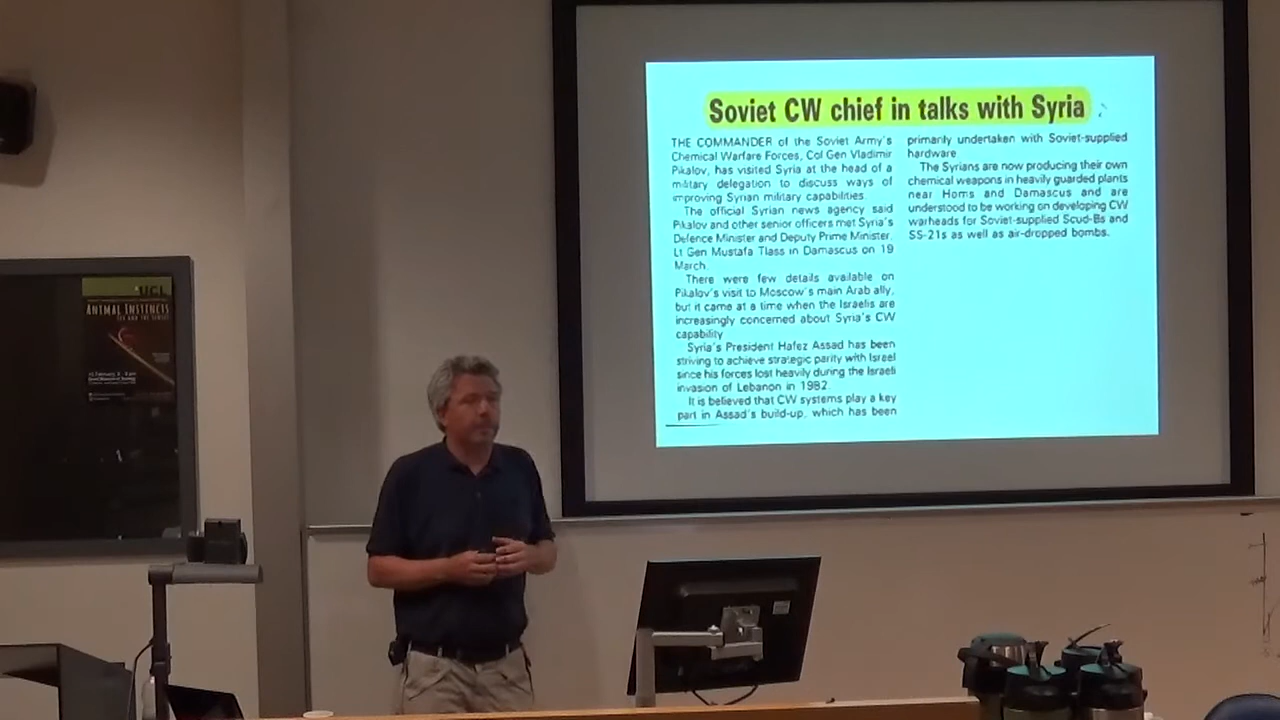 UCL
ANIMAL INSTINCTS
Soviet CW chief in talks with Syria
THE COMMANDER of the Soviet Army's
Chemical Warfare Forces, Col Gen Vladimir
Pikalov, has visited Syria at the head of a
military delegation to discuss ways of
improving Syrian military capabilities.
The official Syrian news agency said
Pikalov and other senior officers met Syria's
Defence Minister and Deputy Prime Minister,
Lt Gen Mustafa Tlass in Damascus on 19
March.
There were few details available on
Pikalov's visit to Moscow's main Arab ally,
but it came at a time when the Israelis are
increasingly concerned about Syria's CW
capability
Syria's President Hafez Assad has been
striving to achieve strategic parity with Israel
since his forces lost heavily during the Israeli
invasion of Lebanon in 1982.
It is believed that CW systems play a key
part in Assad's build-up, which has been
primarily undertaken with Soviet-supplied
hardware
The Syrians are now producing their own
chemical weapons in heavily guarded plants
near Homs and Damascus and are
understood to be working on developing CW
warheads for Soviet-supplied Scud-Bs and
SS-21s as well as air-dropped bombs.